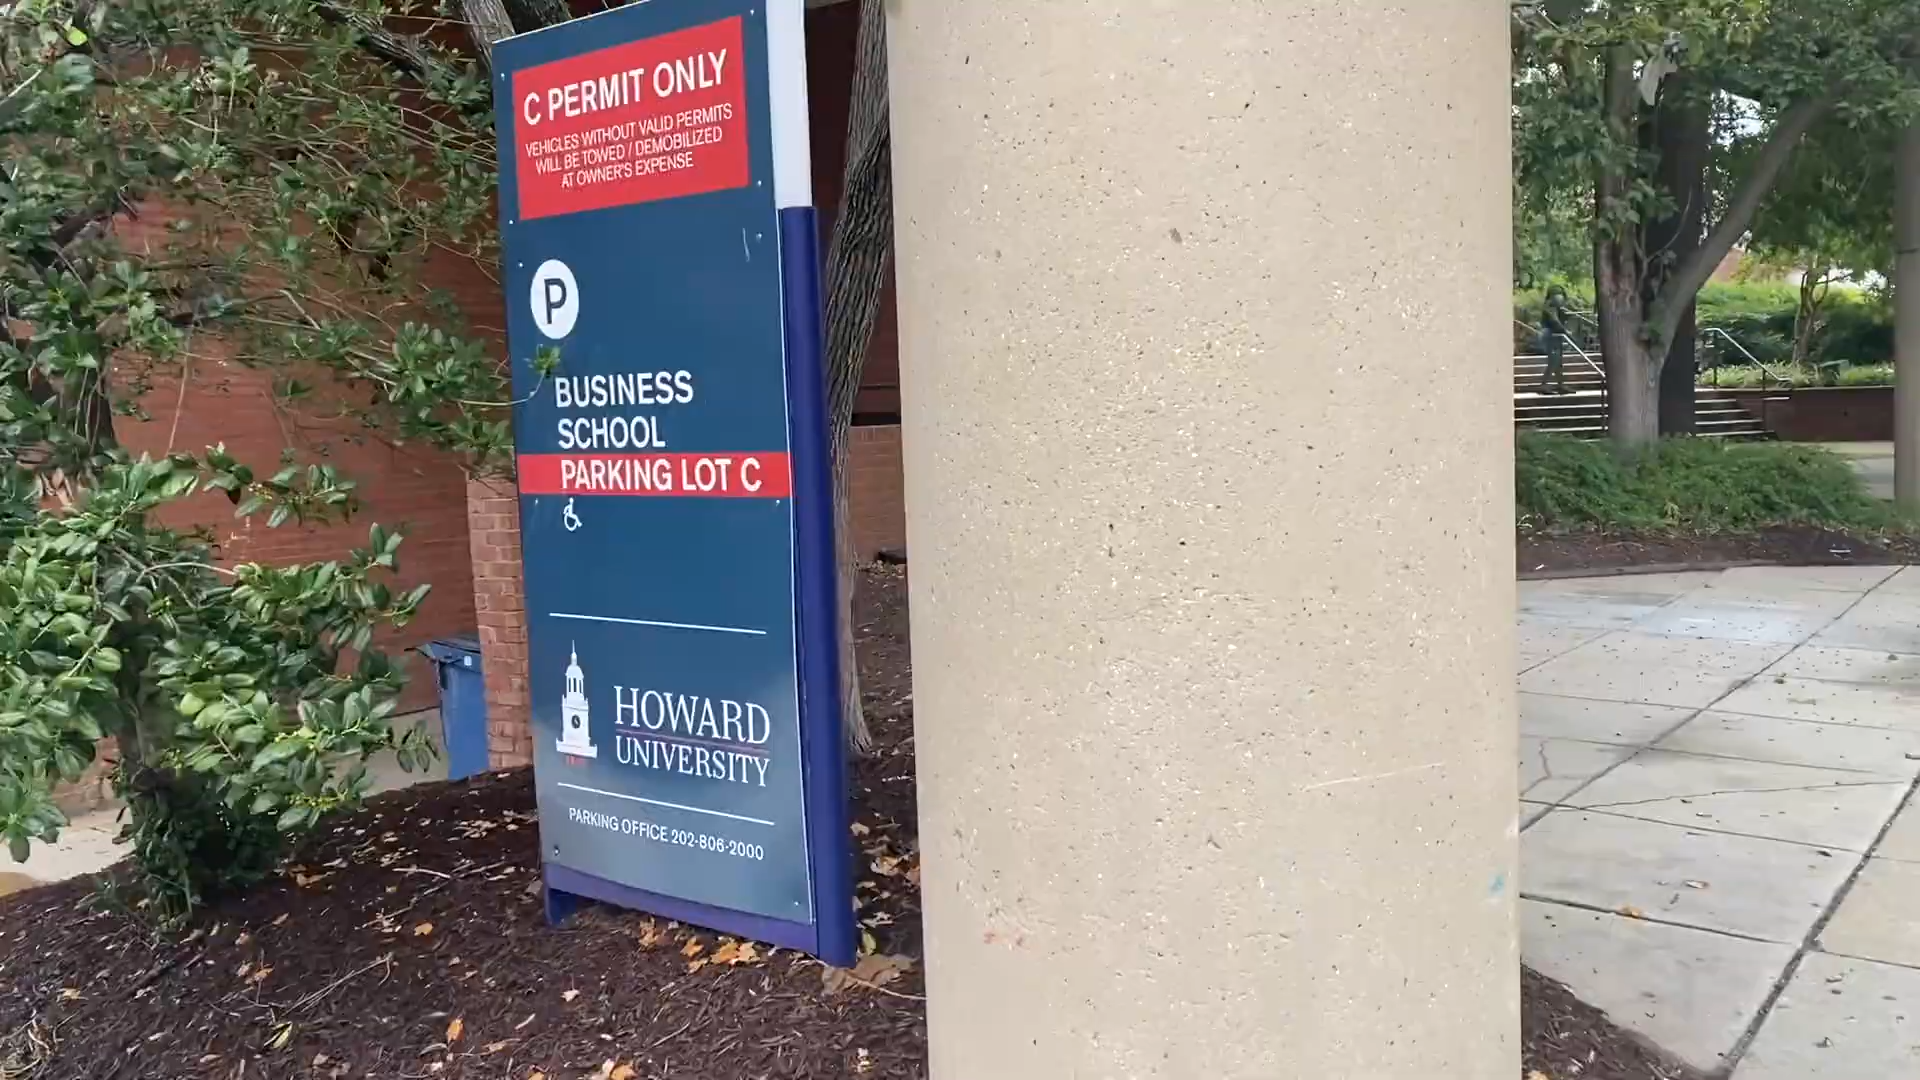 C PERMIT ONLY
VEHICLES WITHOUT VALID PERMITS
WILL BE TOWED / DEMOBILIZED
AT OWNER'S EXPENSE
P
BUSINESS
SCHOOL
PARKING LOT C
HOWARD
UNIVERSITY
PARKING OFFICE 202-806-2000